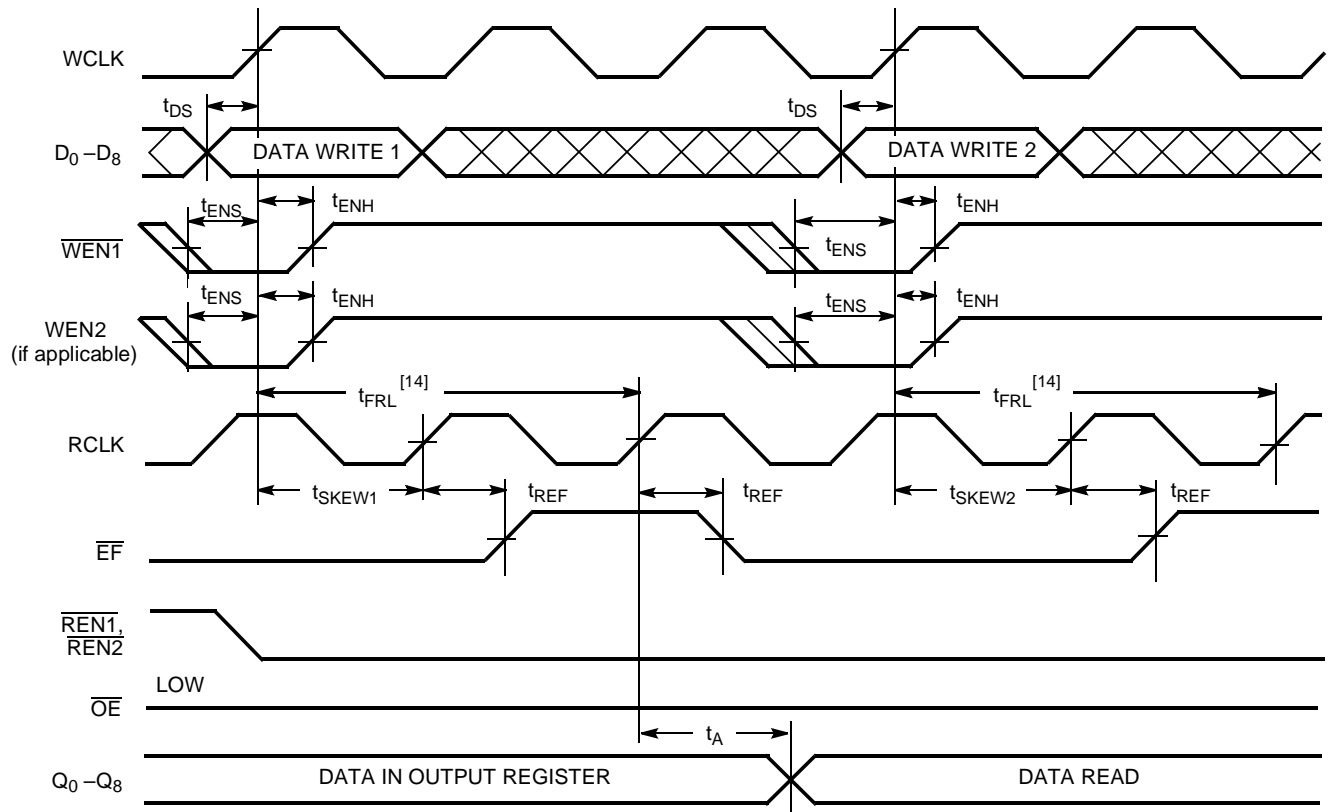 WCLK
tDS tDS
D0 –D8 DATA WRITE 1 DATA WRITE 2
tENS tENH tENH
WEN1 tENS
tENS tENH tENS tENH
WEN2
(if applicable)
tFRL [14] tFRL [14]
RCLK
tSKEW1 tREF tREF tSKEW2 tREF
EF
REN1,
REN2
LOW
OE
tA
Q0 –Q8 DATA IN OUTPUT REGISTER DATA READ